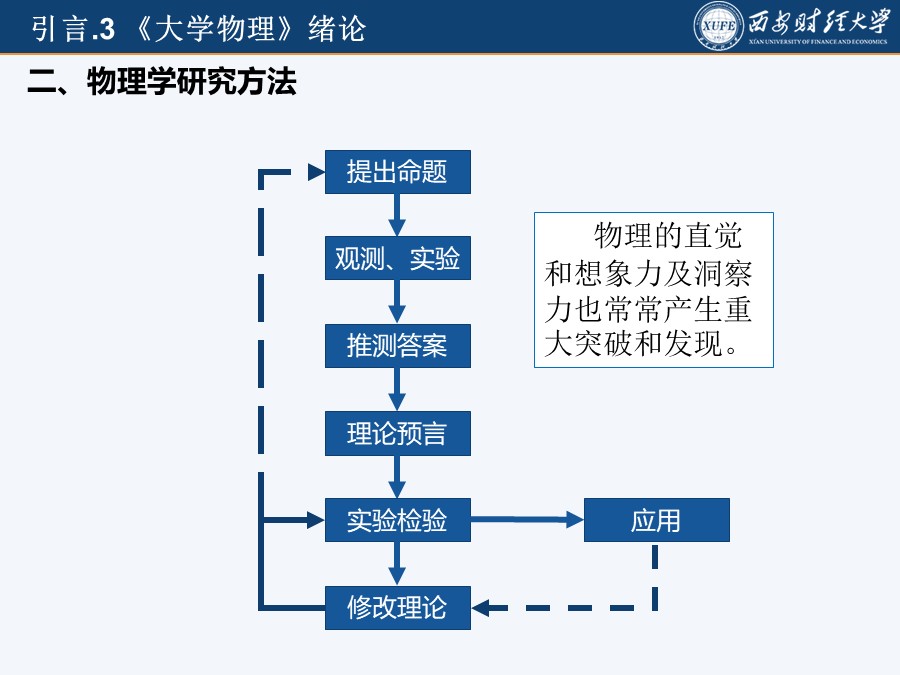 引言.3 《大学物理》绪论
XUFE
西安财经大学
XI'AN UNIVERSITY OF FINANCE AND ECONOMICS
二、物理学研究方法
提出命题
观测、实验
推测答案
理论预言
实验检验
应用
修改理论
物理的直觉
和想象力及洞察
力也常常产生重
大突破和发现。